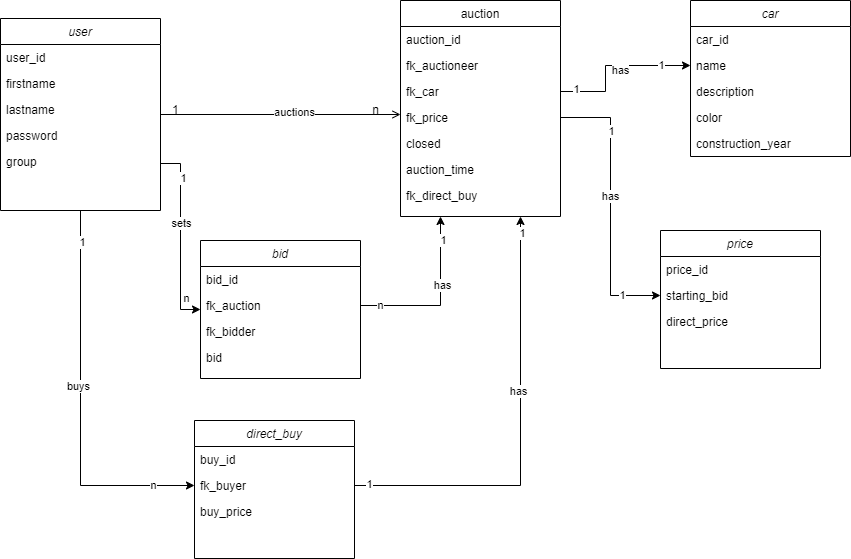 user
user_id
firstname
lastname
password
group
auction
auction_id
fk_auctioneer
fk_car
fk_price
closed
auction_time
fk_direct_buy
car
car_id
name
description
color
construction_year
1
auctions
n
1
has
1
1
has
1
price
price_id
starting_bid
direct_price
1
sets
n
bid
bid_id
fk_auction
fk_bidder
bid
n
has
1
1
buys
n
direct_buy
buy_id
fk_buyer
buy_price
1
has
1